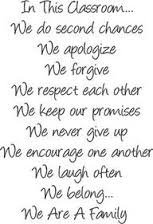 In This Classroom...
We do second chances
We apologize
We forgive
We respect each other
We keep our promises
We never give up
We encourage one another
We laugh often
We belong...
We Are A Family